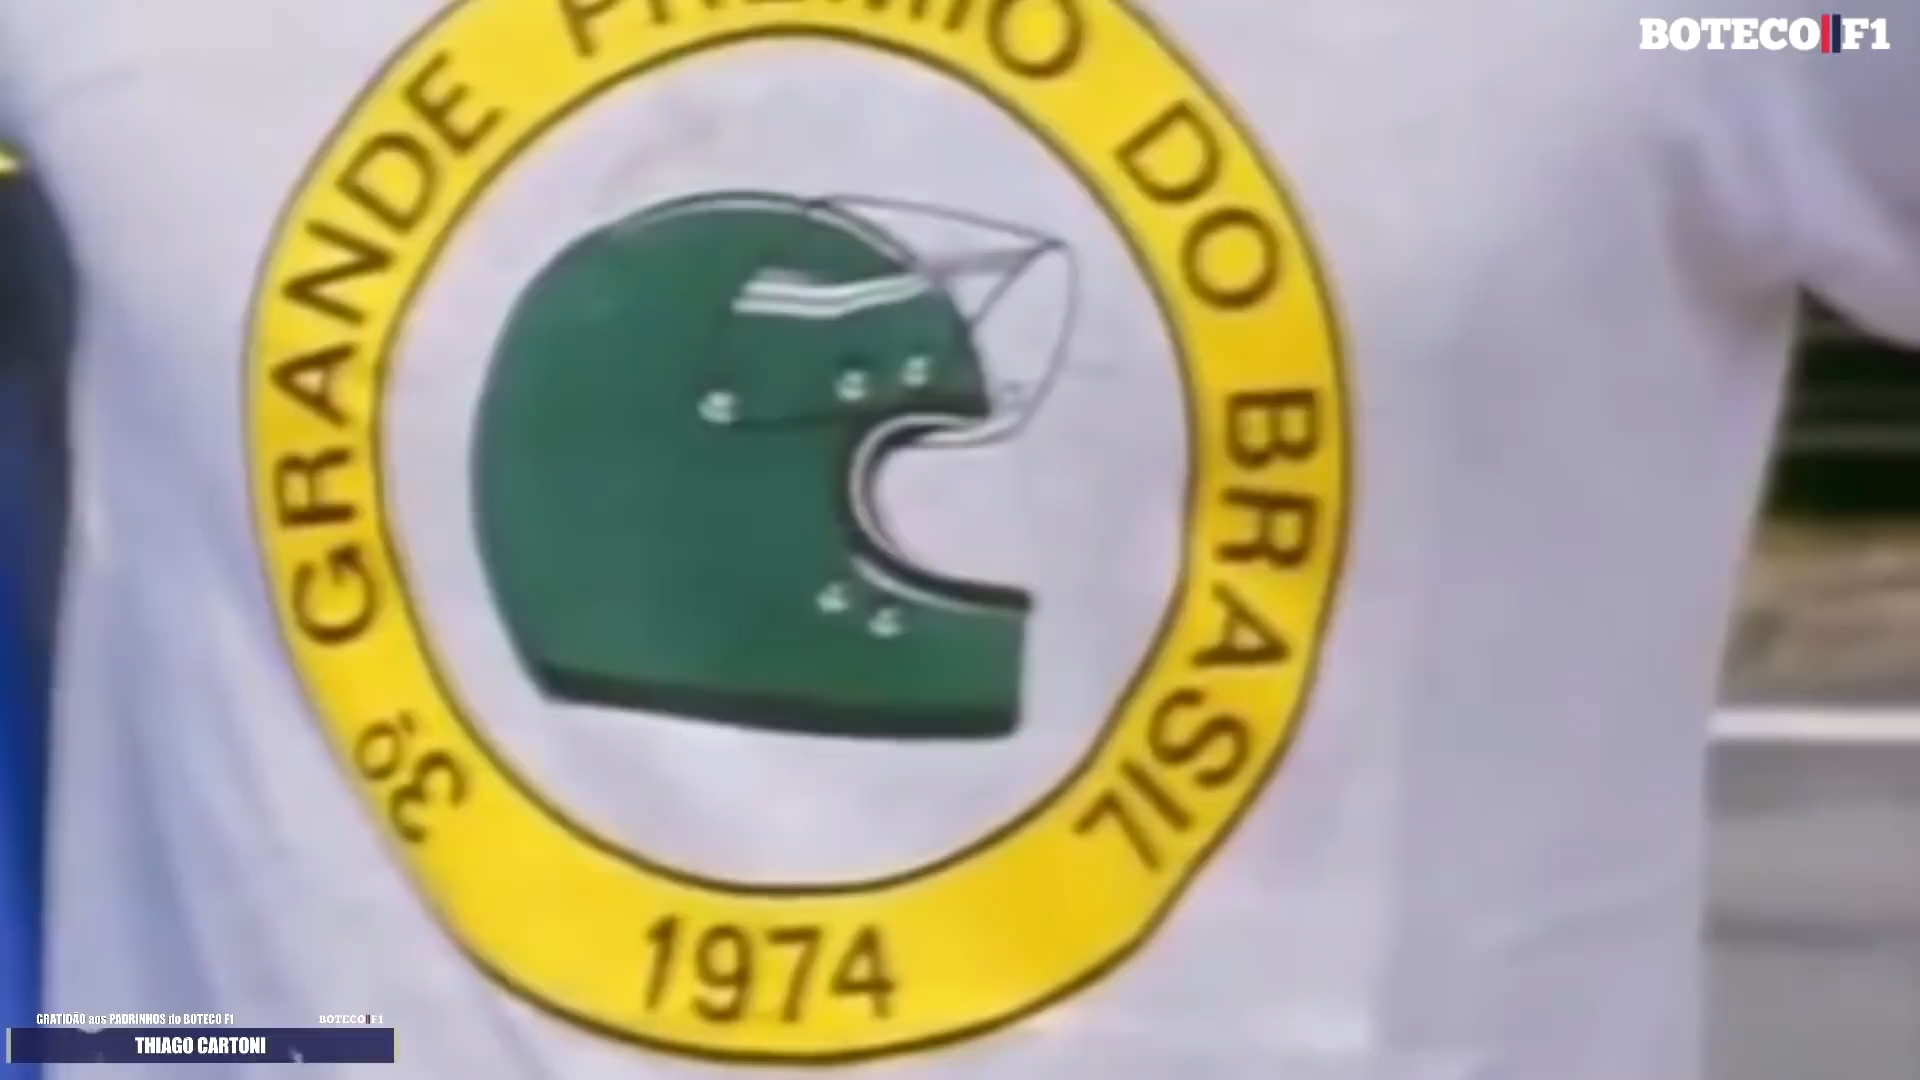 BOTECO||F1
3º GRANDE PRÊMIO DO BRASIL
1974
GRATIDÃO aos PADRINHOS do BOTECO F1
BOTECO||F1
THIAGO CARTONI